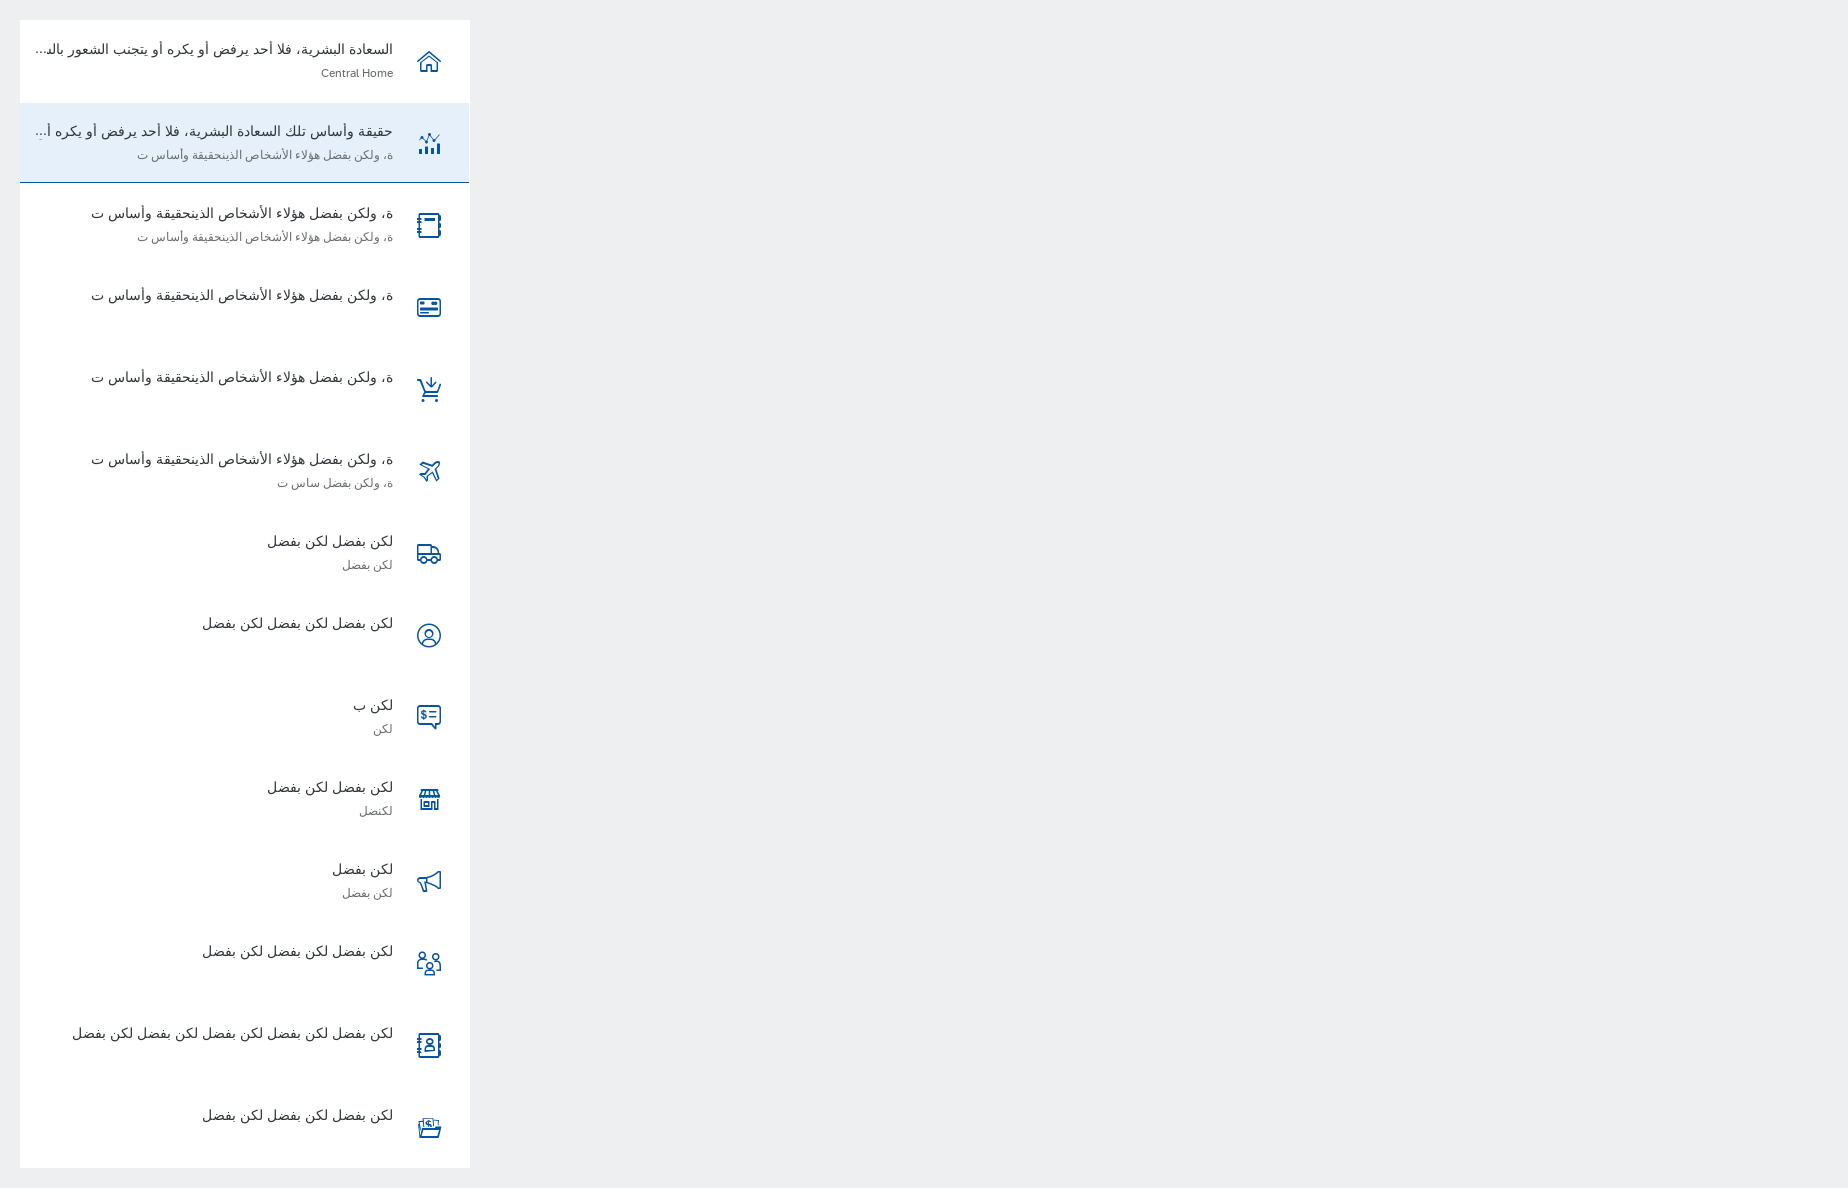 السعادة البشرية، فلا أحد يرفض أو يكره أو يتجنب الشعور بالس...
Central Home
حقيقة وأساس تلك السعادة البشرية، فلا أحد يرفض أو يكره أ...
ة، ولكن بفضل هؤلاء الأشخاص الذينحقيقة وأساس ت
ة، ولكن بفضل هؤلاء الأشخاص الذينحقيقة وأساس ت
ة، ولكن بفضل هؤلاء الأشخاص الذينحقيقة وأساس ت
ة، ولكن بفضل هؤلاء الأشخاص الذينحقيقة وأساس ت
ة، ولكن بفضل هؤلاء الأشخاص الذينحقيقة وأساس ت
ة، ولكن بفضل هؤلاء الأشخاص الذينحقيقة وأساس ت
ة، ولكن بفضل ساس ت
لكن بفضل لكن بفضل
لكن بفضل
لكن بفضل لكن بفضل لكن بفضل
لكن ب
لكن
لكن بفضل لكن بفضل
لكنضل
لكن بفضل
لكن بفضل
لكن بفضل لكن بفضل لكن بفضل
لكن بفضل لكن بفضل لكن بفضل لكن بفضل لكن بفضل
لكن بفضل لكن بفضل لكن بفضل